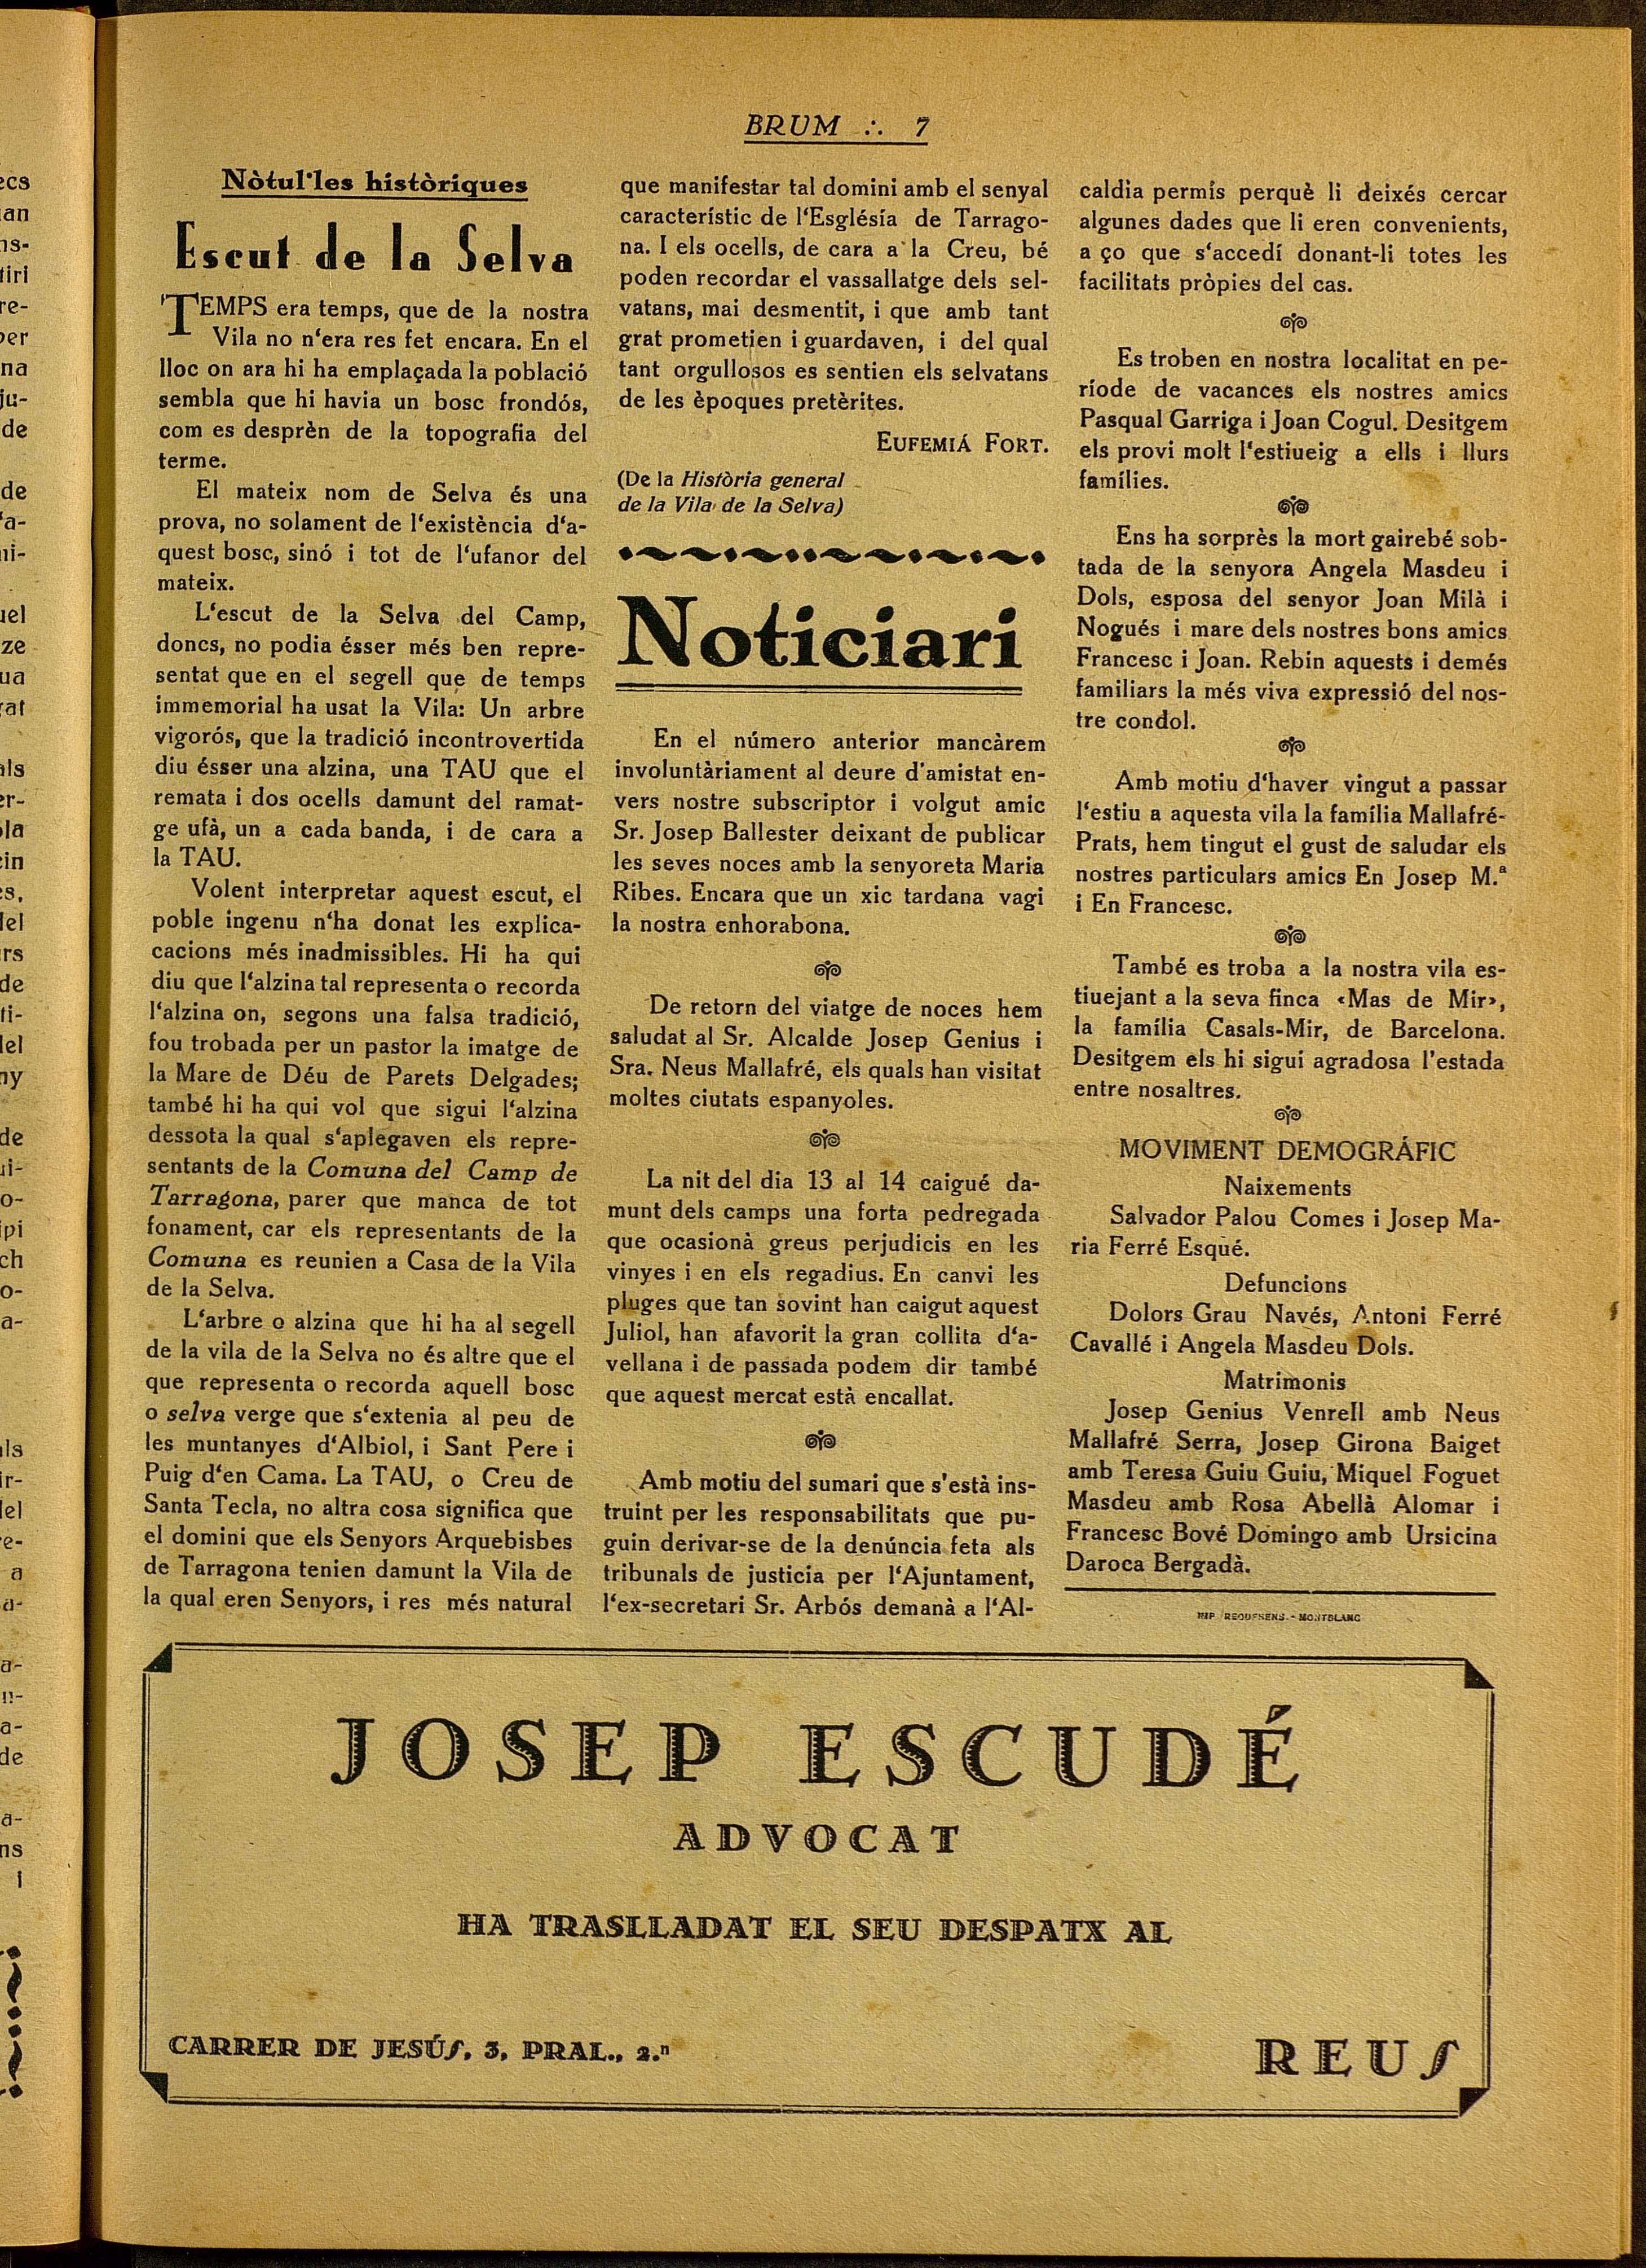 BRUM ∴ 7
Nòtul·les històriques
Escut de la Selva
TEMPS era temps, que de la nostra
Vila no n'era res fet encara. En el
lloc on ara hi ha emplaçada la població
sembla que hi havia un bosc frondós,
com es desprèn de la topografia del
terme.
El mateix nom de Selva és una
prova, no solament de l'existència d'a-
quest bosc, sinó i tot de l'ufanor del
mateix.
L'escut de la Selva del Camp,
doncs, no podia ésser més ben repre-
sentat que en el segell que de temps
immemorial ha usat la Vila: Un arbre
vigorós, que la tradició incontrovertida
diu ésser una alzina, una TAU que el
remata i dos ocells damunt del ramat-
ge ufà, un a cada banda, i de cara a
la TAU.
Volent interpretar aquest escut, el
poble ingenu n'ha donat les explica-
cacions més inadmissibles. Hi ha qui
diu que l'alzina tal representa o recorda
l'alzina on, segons una falsa tradició,
fou trobada per un pastor la imatge de
la Mare de Déu de Parets Delgades;
també hi ha qui vol que sigui l'alzina
dessota la qual s'aplegaven els repre-
sentants de la Comuna del Camp de
Tarragona, parer que manca de tot
fonament, car els representants de la
Comuna es reunien a Casa de la Vila
de la Selva.
L'arbre o alzina que hi ha al segell
de la vila de la Selva no és altre que el
que representa o recorda aquell bosc
o selva verge que s'extenia al peu de
les muntanyes d'Albiol, i Sant Pere i
Puig d'en Cama. La TAU, o Creu de
Santa Tecla, no altra cosa significa que
el domini que els Senyors Arquebisbes
de Tarragona tenien damunt la Vila de
la qual eren Senyors, i res més natural
que manifestar tal domini amb el senyal
característic de l'Església de Tarrago-
na. I els ocells, de cara a la Creu, bé
poden recordar el vassallatge dels sel-
vatans, mai desmentit, i que amb tant
grat prometien i guardaven, i del qual
tant orgullosos es sentien els selvatans
de les èpoques pretèrites.
EUFEMIÁ FORT.
(De la Història general
de la Vila de la Selva)
Noticiari
En el número anterior mancàrem
involuntàriament al deure d'amistat en-
vers nostre subscriptor i volgut amic
Sr. Josep Ballester deixant de publicar
les seves noces amb la senyoreta Maria
Ribes. Encara que un xic tardana vagi
la nostra enhorabona.
De retorn del viatge de noces hem
saludat al Sr. Alcalde Josep Genius i
Sra. Neus Mallafré, els quals han visitat
moltes ciutats espanyoles.
La nit del dia 13 al 14 caigué da-
munt dels camps una forta pedregada
que ocasionà greus perjudicis en les
vinyes i en els regadius. En canvi les
pluges que tan sovint han caigut aquest
Juliol, han afavorit la gran collita d'a-
vellana i de passada podem dir també
que aquest mercat està encallat.
Amb motiu del sumari que s'està ins-
truint per les responsabilitats que pu-
guin derivar-se de la denúncia feta als
tribunals de justicia per l'Ajuntament,
l'ex-secretari Sr. Arbós demanà a l'Al-
caldia permís perquè li deixés cercar
algunes dades que li eren convenients,
a ço que s'accedí donant-li totes les
facilitats pròpies del cas.
Es troben en nostra localitat en pe-
ríode de vacances els nostres amics
Pasqual Garriga i Joan Cogul. Desitgem
els provi molt l'estiueig a ells i llurs
famílies.
Ens ha sorprès la mort gairebé sob-
tada de la senyora Angela Masdeu i
Dols, esposa del senyor Joan Milà i
Nogués i mare dels nostres bons amics
Francesc i Joan. Rebin aquests i demés
familiars la més viva expressió del nos-
tre condol.
Amb motiu d'haver vingut a passar
l'estiu a aquesta vila la família Mallafré-
Prats, hem tingut el gust de saludar els
nostres particulars amics En Josep M.ª
i En Francesc.
També es troba a la nostra vila es-
tiuejant a la seva finca «Mas de Mir»,
la família Casals-Mir, de Barcelona.
Desitgem els hi sigui agradosa l'estada
entre nosaltres.
MOVIMENT DEMOGRÁFIC
Naixements
Salvador Palou Comes i Josep Ma-
ria Ferré Esqué.
Defuncions
Dolors Grau Navés, Antoni Ferré
Cavallé i Angela Masdeu Dols.
Matrimonis
Josep Genius Venrell amb Neus
Mallafré Serra, Josep Girona Baiget
amb Teresa Guiu Guiu, Miquel Foguet
Masdeu amb Rosa Abellà Alomar i
Francesc Bové Domingo amb Ursicina
Daroca Bergadà.
IMP. REQUESENS. - MONTBLANC
JOSEP ESCUDÉ
ADVOCAT
HA TRASLLADAT EL SEU DESPATX AL
CARRER DE JESÚS, 3, PRAL., 2.ⁿ
REUS